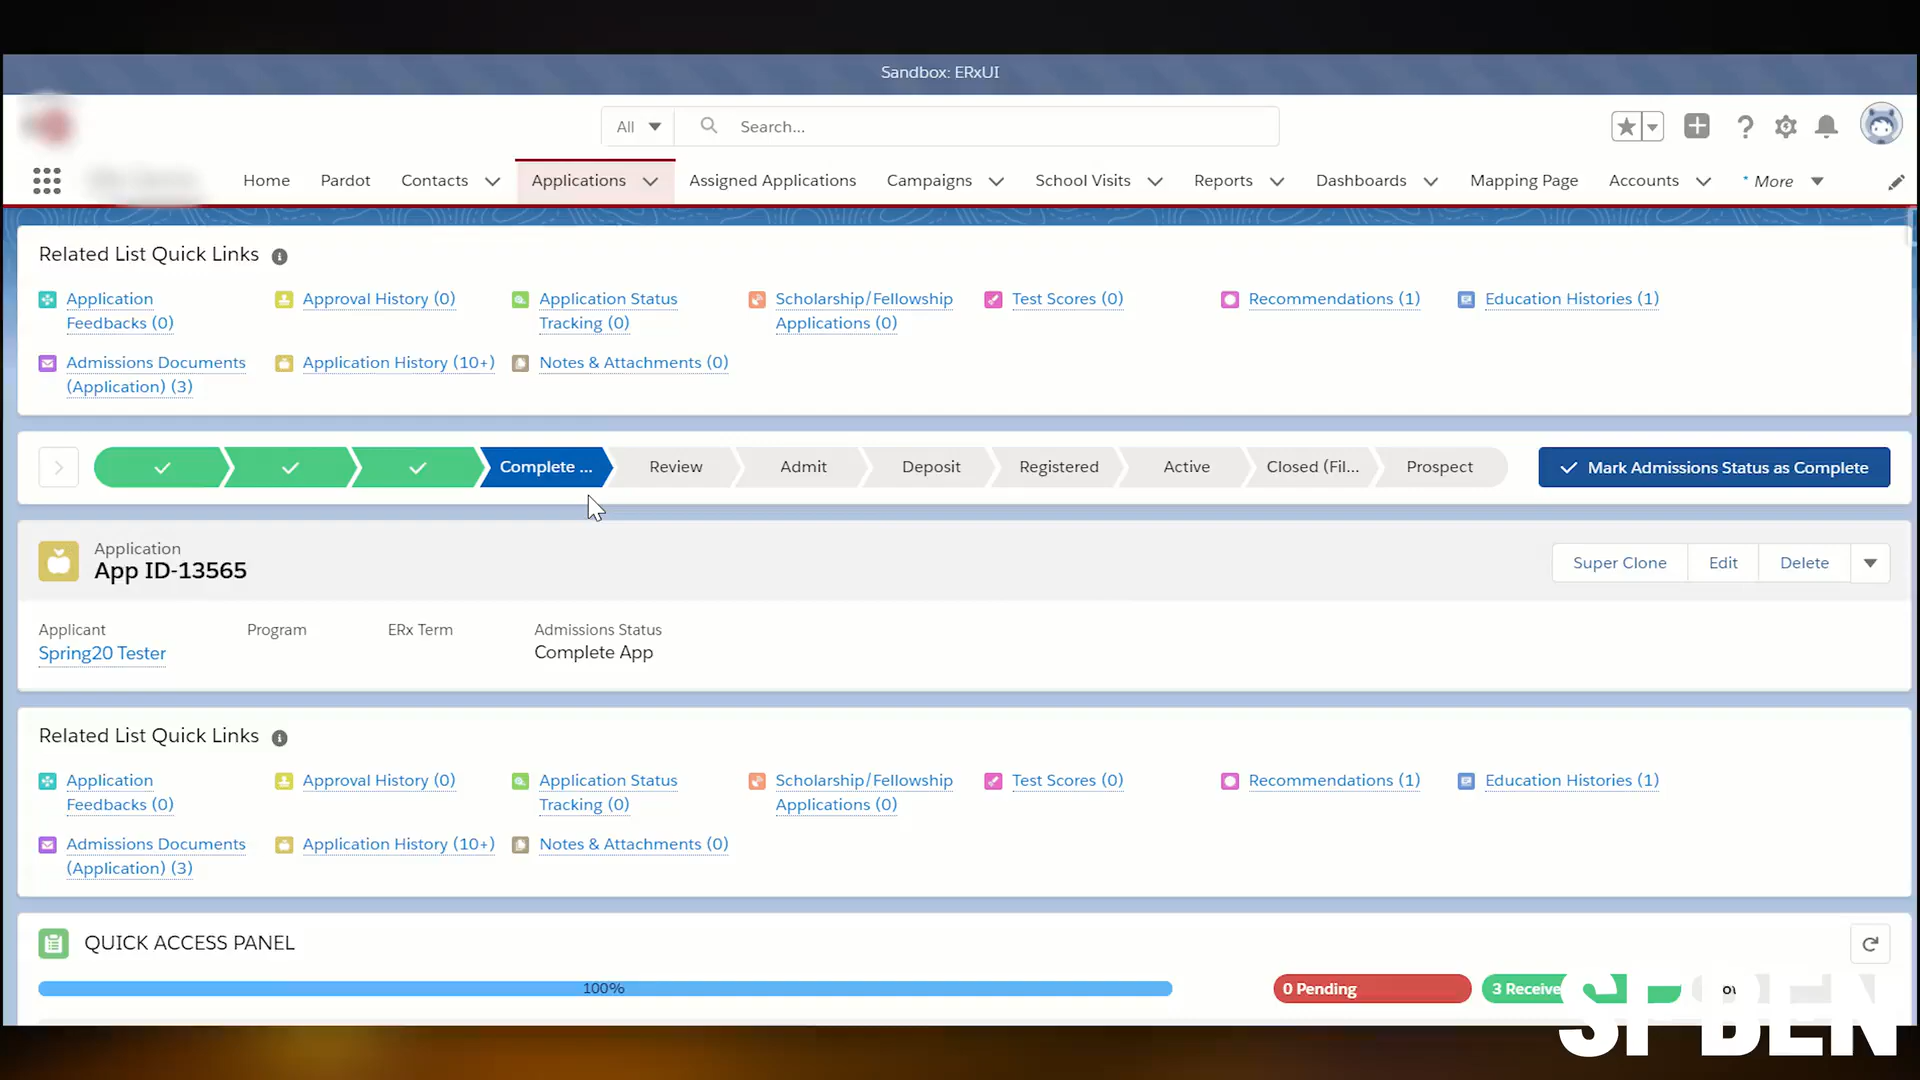 Sandbox: ERxUI
All
Search...
Home
Pardot
Contacts
Applications
Assigned Applications
Campaigns
School Visits
Reports
Dashboards
Mapping Page
Accounts
* More
Related List Quick Links
Application
Feedbacks (0)
Approval History (0)
Application Status
Tracking (0)
Scholarship/Fellowship
Applications (0)
Test Scores (0)
Recommendations (1)
Education Histories (1)
Admissions Documents
(Application) (3)
Application History (10+)
Notes & Attachments (0)
Complete ...
Review
Admit
Deposit
Registered
Active
Closed (Fil...
Prospect
Mark Admissions Status as Complete
Application
App ID-13565
Super Clone
Edit
Delete
Applicant
Spring20 Tester
Program
ERx Term
Admissions Status
Complete App
Related List Quick Links
Application
Feedbacks (0)
Approval History (0)
Application Status
Tracking (0)
Scholarship/Fellowship
Applications (0)
Test Scores (0)
Recommendations (1)
Education Histories (1)
Admissions Documents
(Application) (3)
Application History (10+)
Notes & Attachments (0)
QUICK ACCESS PANEL
100%
0 Pending
3 Receive
SF BEN